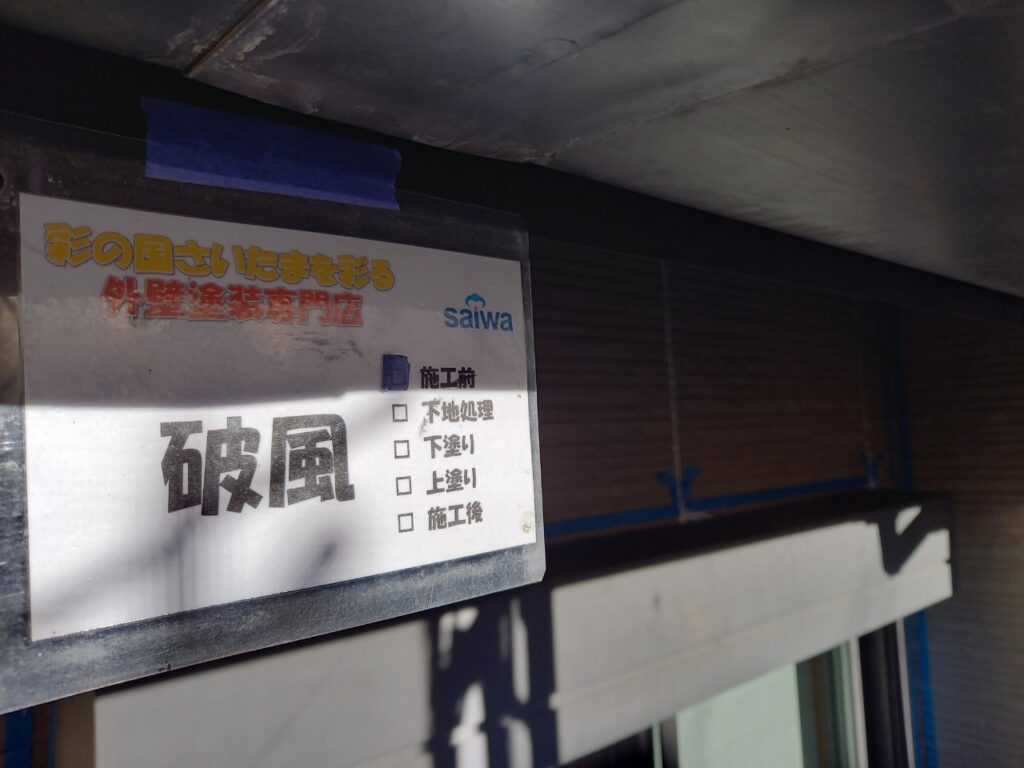 彩の国さいたまを彩る
外壁塗装専門店
saiwa
施工前
下地処理
破風
下塗り
上塗り
施工後